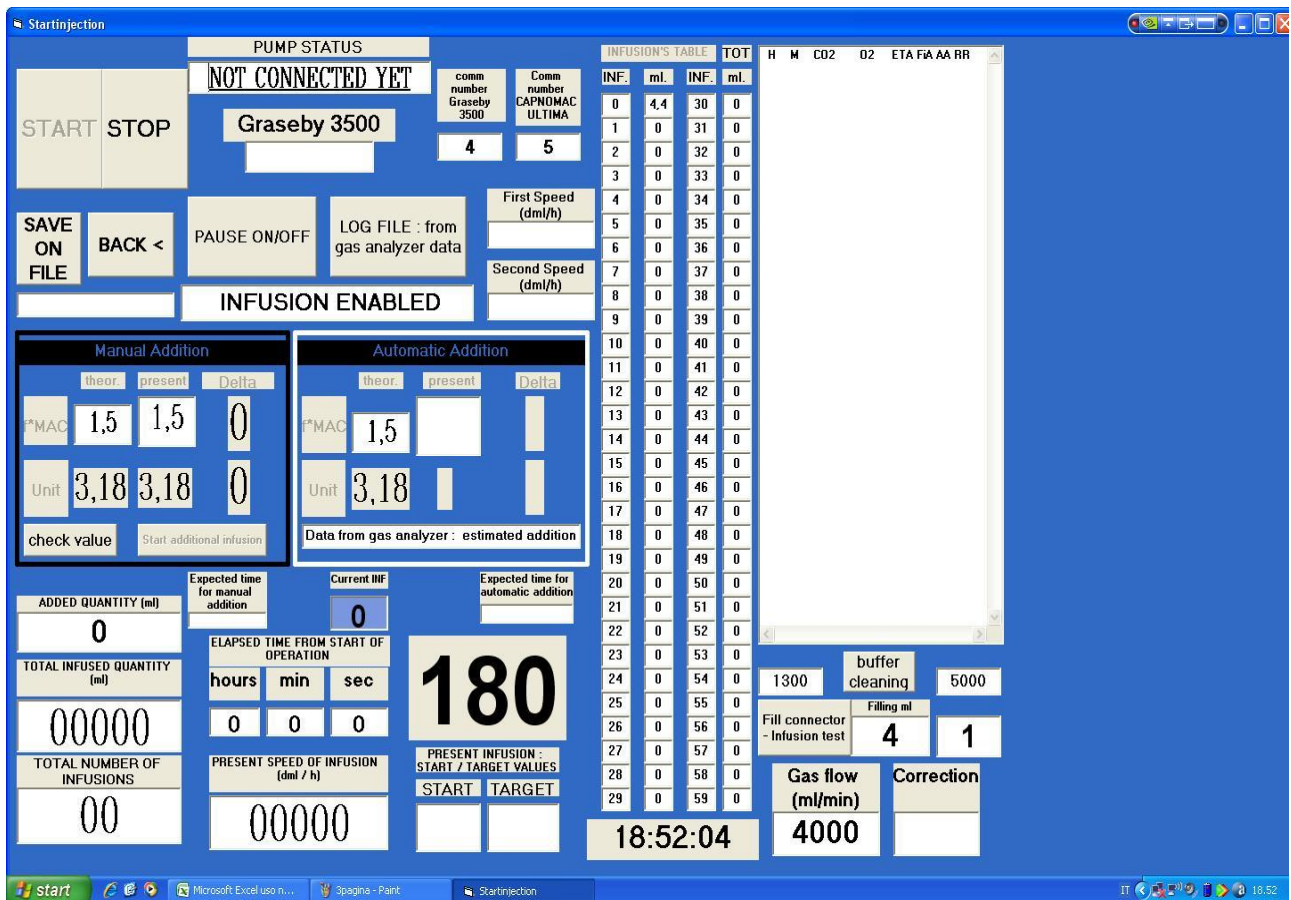 Startinjection
PUMP STATUS
NOT CONNECTED YET
START
STOP
Graseby 3500
comm
number
Graseby
3500
Comm
number
CAPNOMAC
ULTIMA
4
5
SAVE
ON
FILE
BACK <
PAUSE ON/OFF
LOG FILE : from
gas analyzer data
First Speed
(dml/h)
Second Speed
(dml/h)
INFUSION ENABLED
Manual Addition
theor. present Delta
f*MAC 1,5 1,5 0
Unit 3,18 3,18 0
check value
Start additional infusion
Automatic Addition
theor. present Delta
f*MAC 1,5
Unit 3,18
Data from gas analyzer : estimated addition
ADDED QUANTITY (ml)
0
Expected time
for manual
addition
Current INF
0
Expected time for
automatic addition
TOTAL INFUSED QUANTITY
(ml)
00000
ELAPSED TIME FROM START OF
OPERATION
hours min sec
0 0 0
180
TOTAL NUMBER OF
INFUSIONS
00
PRESENT SPEED OF INFUSION
(dml / h)
00000
PRESENT INFUSION :
START / TARGET VALUES
START TARGET
INFUSION'S TABLE TOT
INF. ml. INF. ml.
0 4,4 30 0
1 0 31 0
2 0 32 0
3 0 33 0
4 0 34 0
5 0 35 0
6 0 36 0
7 0 37 0
8 0 38 0
9 0 39 0
10 0 40 0
11 0 41 0
12 0 42 0
13 0 43 0
14 0 44 0
15 0 45 0
16 0 46 0
17 0 47 0
18 0 48 0
19 0 49 0
20 0 50 0
21 0 51 0
22 0 52 0
23 0 53 0
24 0 54 0
25 0 55 0
26 0 56 0
27 0 57 0
28 0 58 0
29 0 59 0
18:52:04
H M CO2 O2 ETA FiA AA RR
1300
buffer
cleaning
5000
Fill connector
- Infusion test
Filling ml
4
1
Gas flow
(ml/min)
4000
Correction
start
Microsoft Excel uso n...
3pagina - Paint
Startinjection
IT
18.52